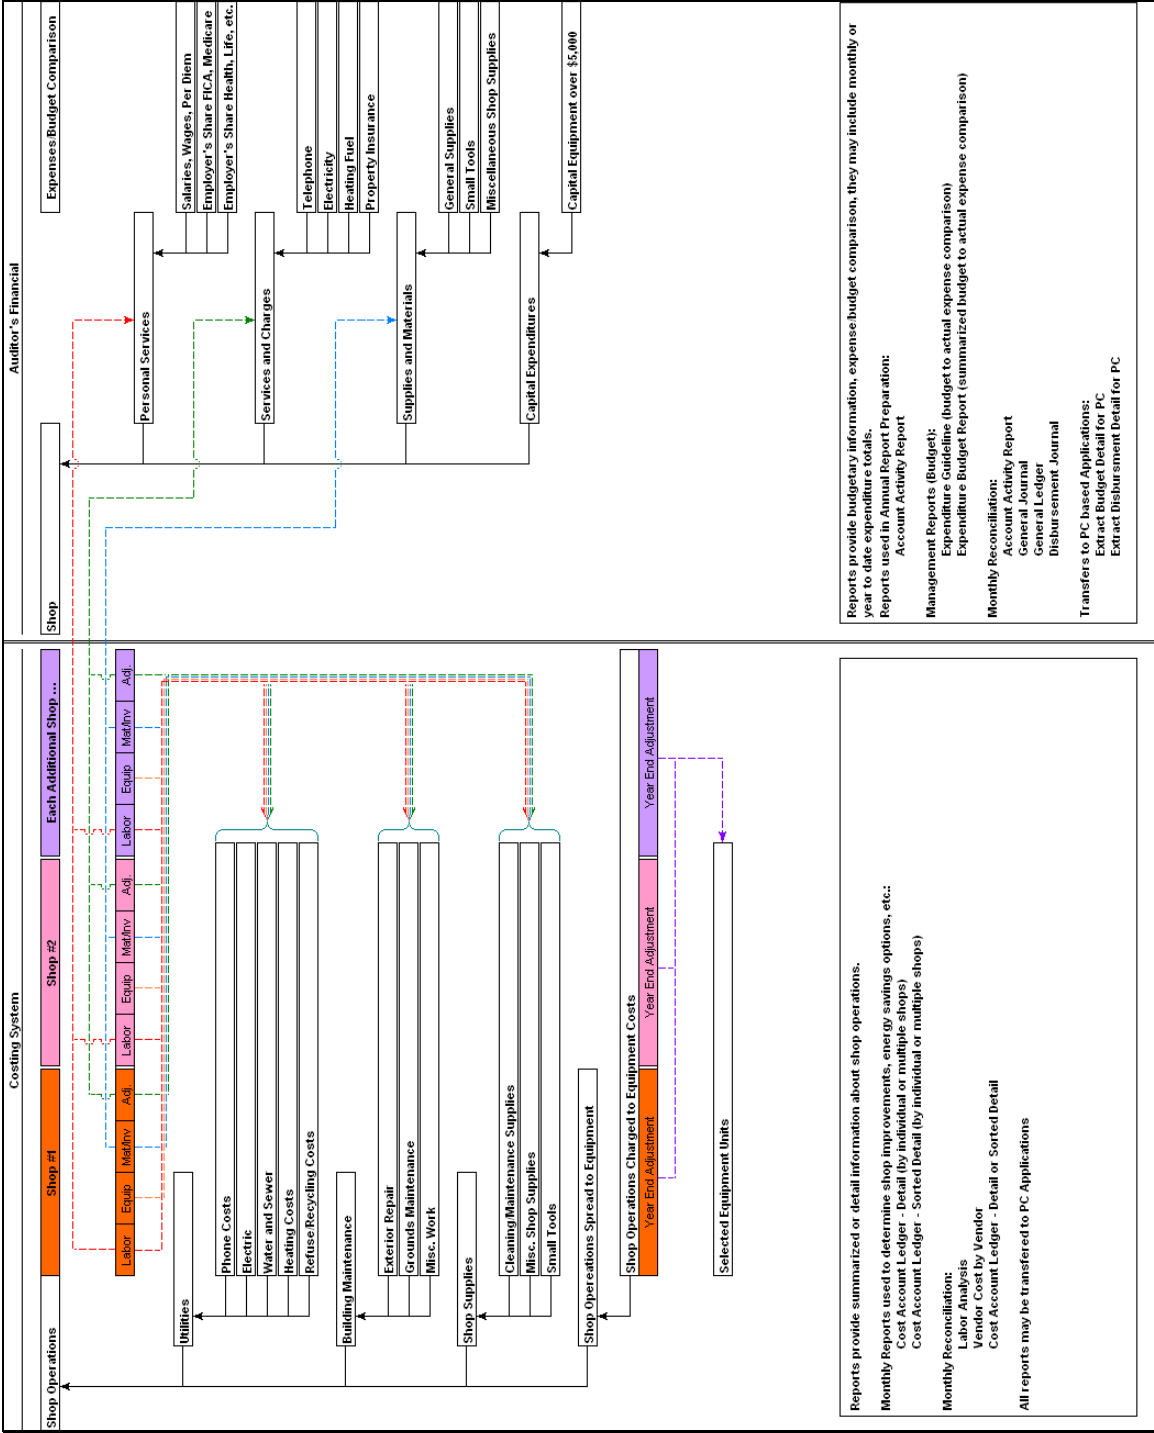 Costing System
Auditor's Financial
Shop Operations
Shop #1
Shop #2
Each Additional Shop ...
Shop
Expenses/Budget Comparison
Labor
Equip
Mat/Inv
Adj.
Labor
Equip
Mat/Inv
Adj.
Labor
Equip
Mat/Inv
Adj.
Utilities
Phone Costs
Electric
Water and Sewer
Heating Costs
Refuse/Recycling Costs
Building Maintenance
Exterior Repair
Grounds Maintenance
Misc. Work
Shop Supplies
Cleaning/Maintenance Supplies
Misc. Shop Supplies
Small Tools
Shop Opereations Spread to Equipment
Shop Operations Charged to Equipment Costs
Year End Adjustment
Year End Adjustment
Year End Adjustment
Selected Equipment Units
Personal Services
Salaries, Wages, Per Diem
Employer's Share FICA, Medicare
Employer's Share Health, Life, etc.
Services and Charges
Telephone
Electricity
Heating Fuel
Property Insurance
Supplies and Materials
General Supplies
Small Tools
Miscellaneous Shop Supplies
Capital Expenditures
Capital Equipment over $5,000
Reports provide summarized or detail information about shop operations.
Monthly Reports used to determine shop improvements, energy savings options, etc.:
Cost Account Ledger - Detail (by individual or multiple shops)
Cost Account Ledger - Sorted Detail (by individual or multiple shops)
Monthly Reconciliation:
Labor Analysis
Vendor Cost by Vendor
Cost Account Ledger - Detail or Sorted Detail
All reports may be transferred to PC Applications
Reports provide budgetary information, expense/budget comparison, they may include monthly or
year to date expenditure totals.
Reports used in Annual Report Preparation:
Account Activity Report
Management Reports (Budget):
Expenditure Guideline (budget to actual expense comparison)
Expenditure Budget Report (summarized budget to actual expense comparison)
Monthly Reconciliation:
Account Activity Report
General Journal
General Ledger
Disbursement Journal
Transfers to PC based Applications:
Extract Budget Detail for PC
Extract Disbursment Detail for PC